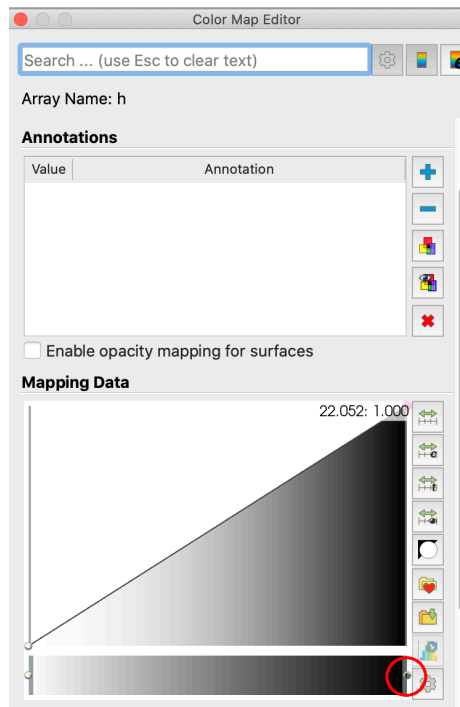 Color Map Editor
Search ... (use Esc to clear text)
Array Name: h
Annotations
Value Annotation
Enable opacity mapping for surfaces
Mapping Data
22.052: 1.000